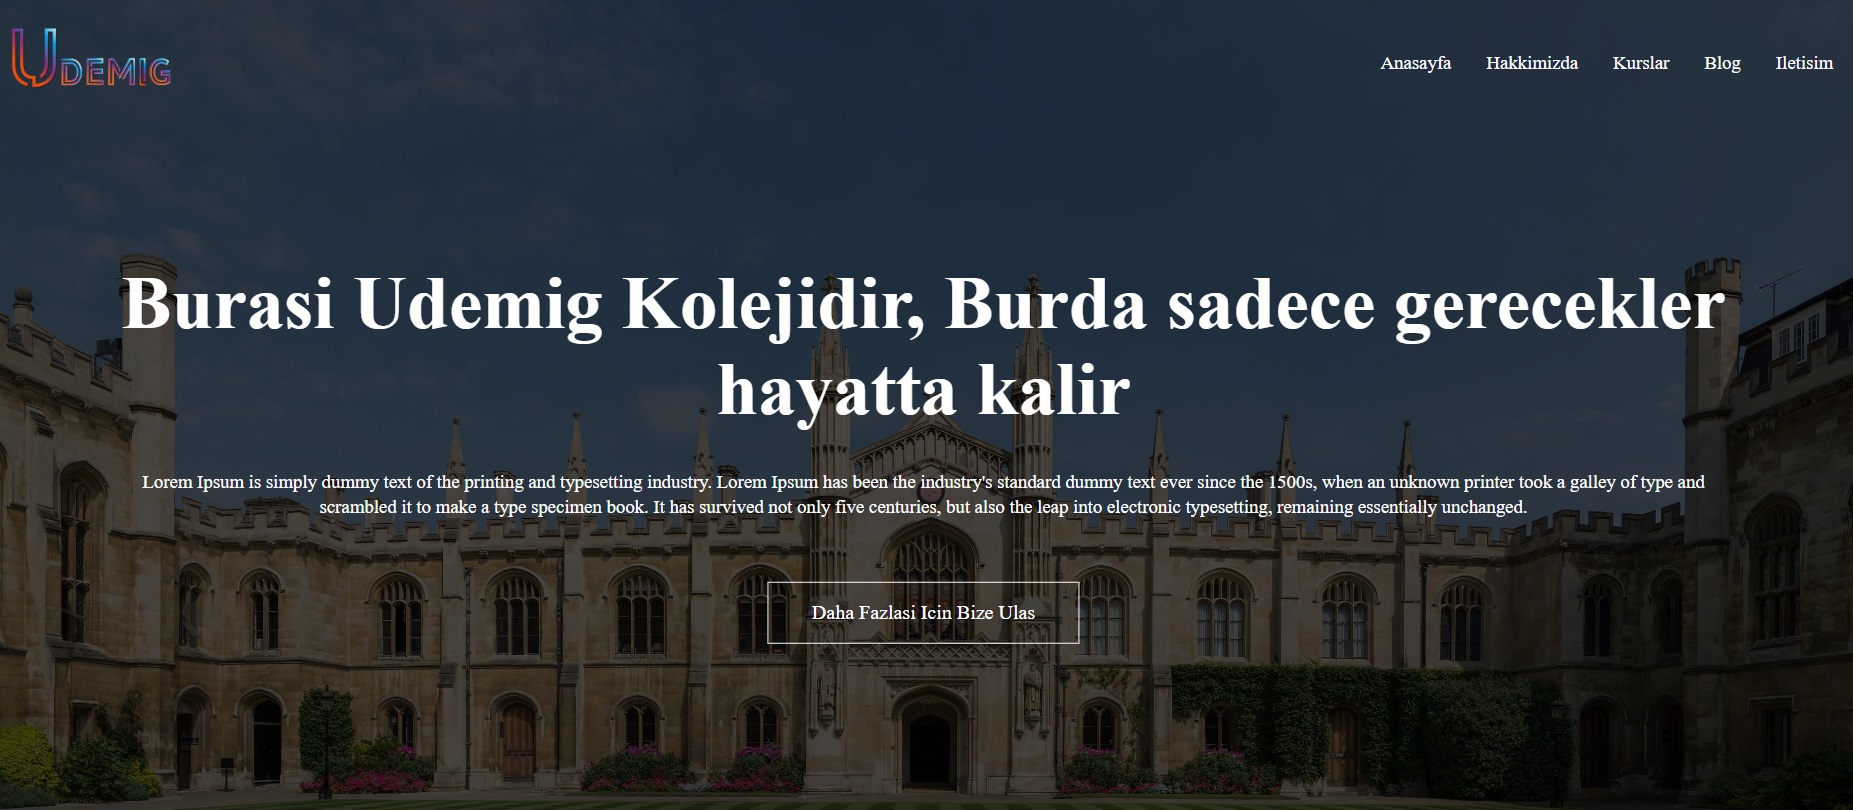 UDEMIG
Anasayfa Hakkimizda Kurslar Blog Iletisim
Burasi Udemig Kolejidir, Burda sadece gerecekler
hayatta kalir
Lorem Ipsum is simply dummy text of the printing and typesetting industry. Lorem Ipsum has been the industry's standard dummy text ever since the 1500s, when an unknown printer took a galley of type and
scrambled it to make a type specimen book. It has survived not only five centuries, but also the leap into electronic typesetting, remaining essentially unchanged.
Daha Fazlasi Icin Bize Ulas